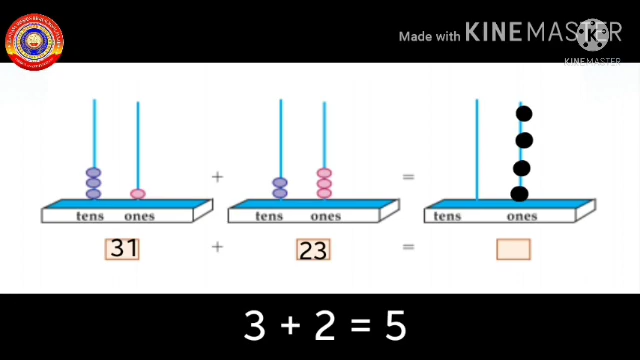 Made with KINEMASTER
K
KINEMASTER
+ =
tens ones tens ones tens ones
31 + 23 =
3 + 2 = 5